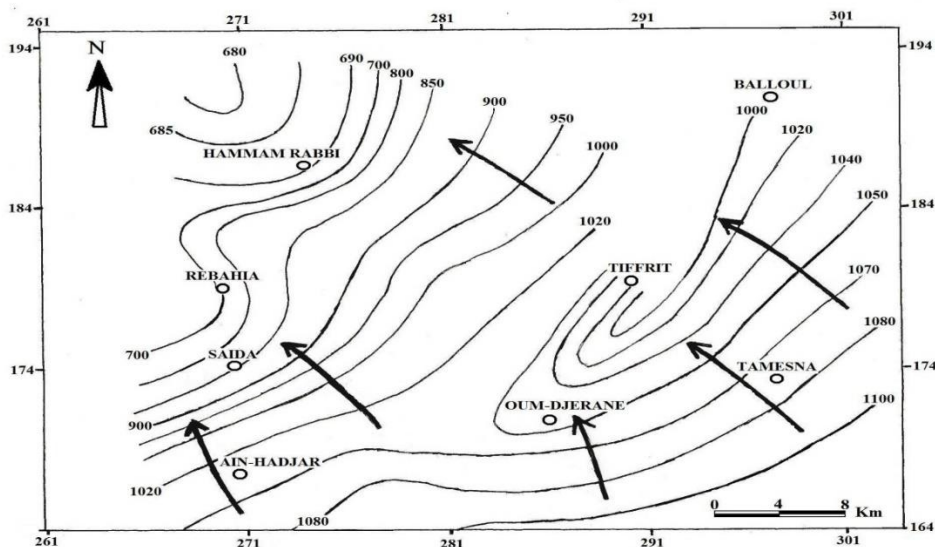 261 271 281 291 301
194 194
N
680
690
700
800
850
900
950
1000
BALLOUL
1000
1020
1040
1050
1070
1080
1100
685
HAMMAM RABBI
184 184
1020
REBAHIA
TIFFRIT
700
SAIDA
174 174
TAMESNA
900
OUM-DJERANE
AIN-HADJAR
1020
1080
0 4 8
Km
164
271 281 291 301